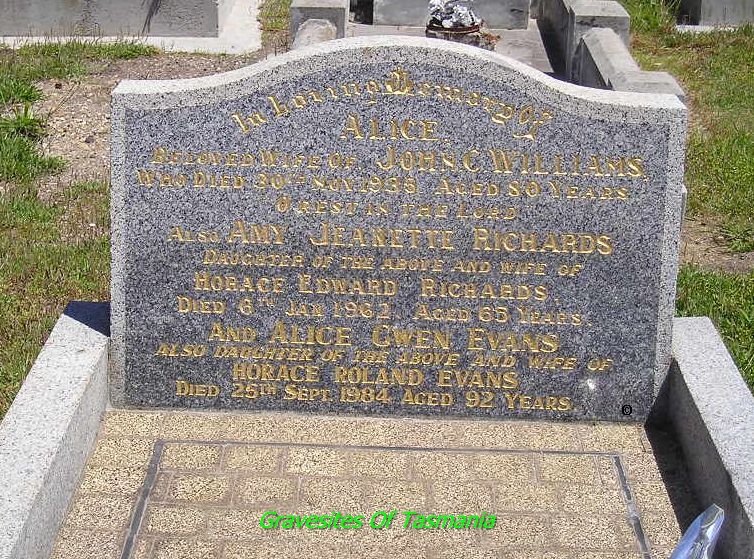 In Loving Memory Of
ALICE
BELOVED WIFE OF JOHN.C.WILLIAMS.
WHO DIED 30TH NOV. 1935 AGED 80 YEARS.
O REST IN THE LORD
ALSO AMY JEANETTE RICHARDS
DAUGHTER OF THE ABOVE AND WIFE OF
HORACE EDWARD RICHARDS.
DIED 6TH JAN 1962. AGED 65 YEARS.
AND ALICE GWEN EVANS
ALSO DAUGHTER OF THE ABOVE AND WIFE OF
HORACE ROLAND EVANS
DIED 25TH SEPT. 1984 AGED 92 YEARS.
Gravesites Of Tasmania